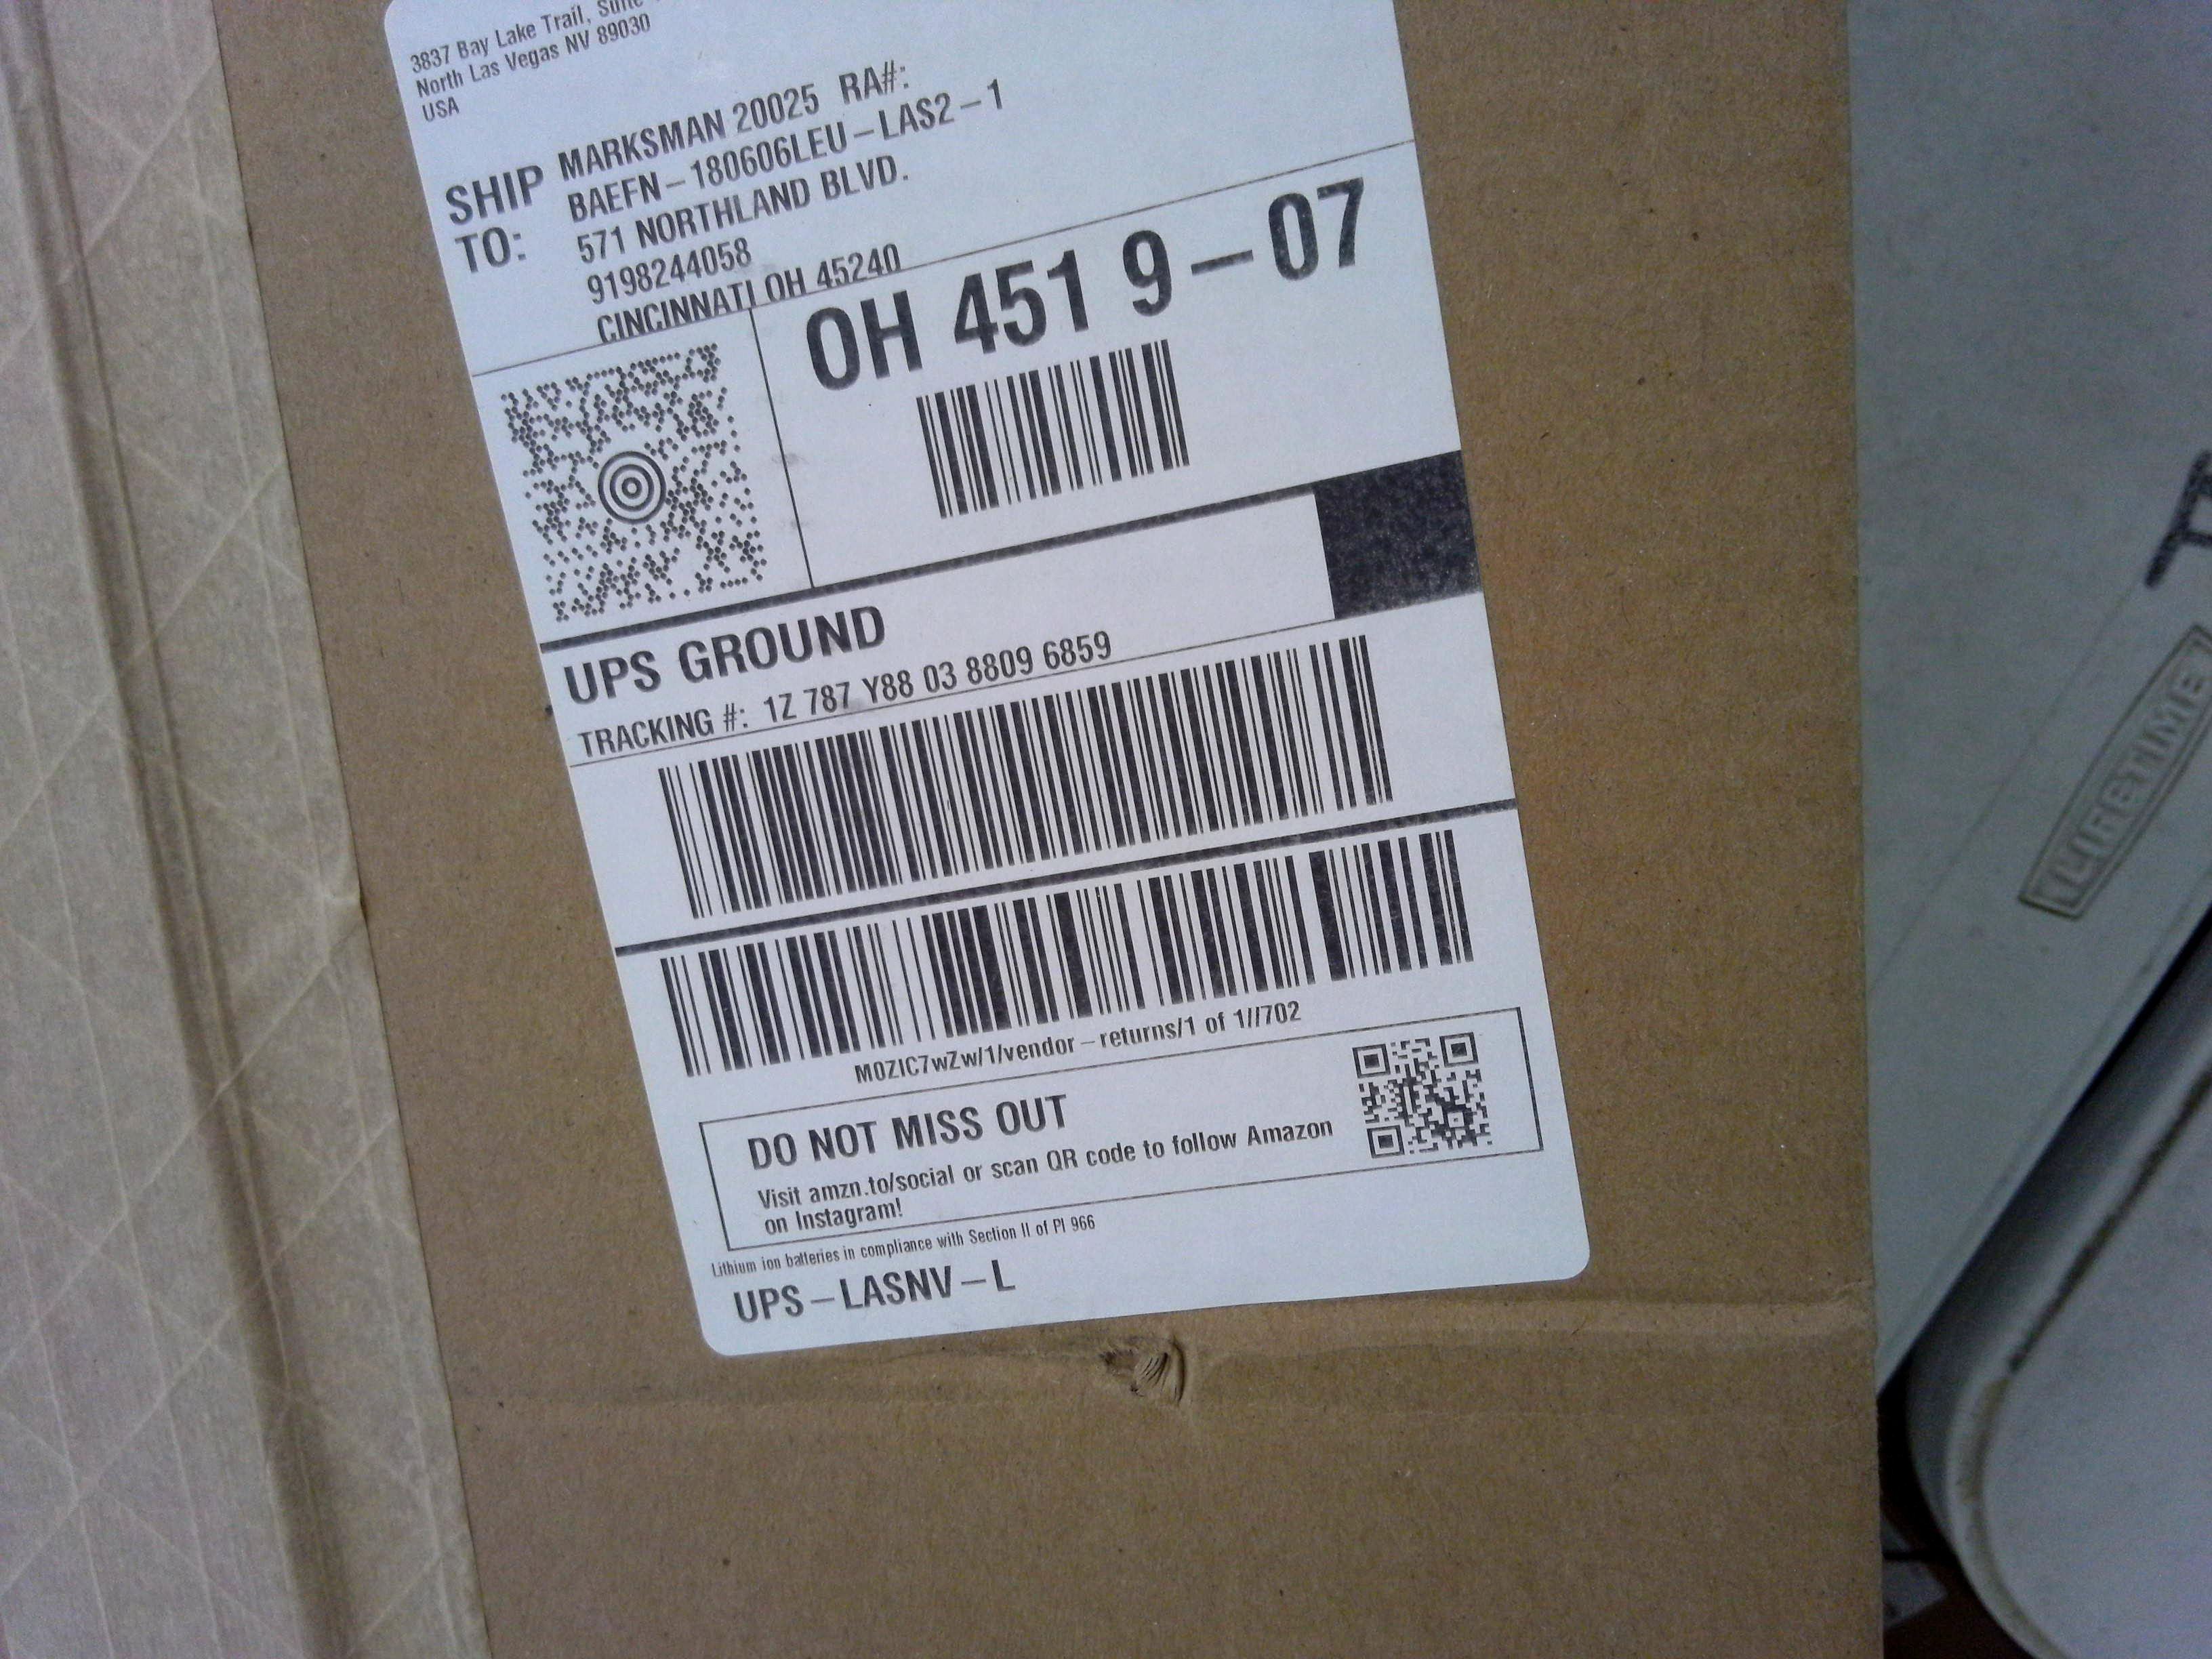 3837 Bay Lake Trail,
North Las Vegas NV 89030
USA
SHIP TO:
MARKSMAN 20025 RA#:
BAEFN-180606LEU-LAS2-1
571 NORTHLAND BLVD.
9198244058
CINCINNATI OH 45240
OH 451 9-07
UPS GROUND
TRACKING #: 1Z 787 Y88 03 8809 6859
M0ZIC7wZw/1/vendor-returns/1 of 1//702
DO NOT MISS OUT
Visit amzn.to/social or scan QR code to follow Amazon
on Instagram!
Lithium ion batteries in compliance with Section II of PI 966
UPS-LASNV-L
LIFETIME